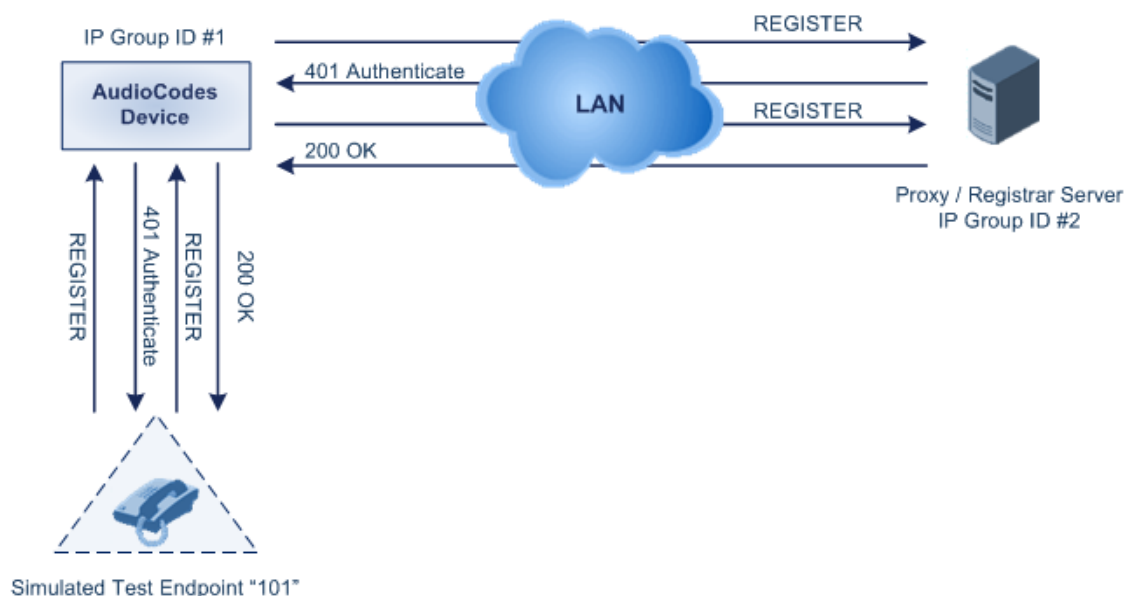 IP Group ID #1
AudioCodes
Device
REGISTER
401 Authenticate
LAN
REGISTER
200 OK
Proxy / Registrar Server
IP Group ID #2
REGISTER
401 Authenticate
REGISTER
200 OK
Simulated Test Endpoint “101”